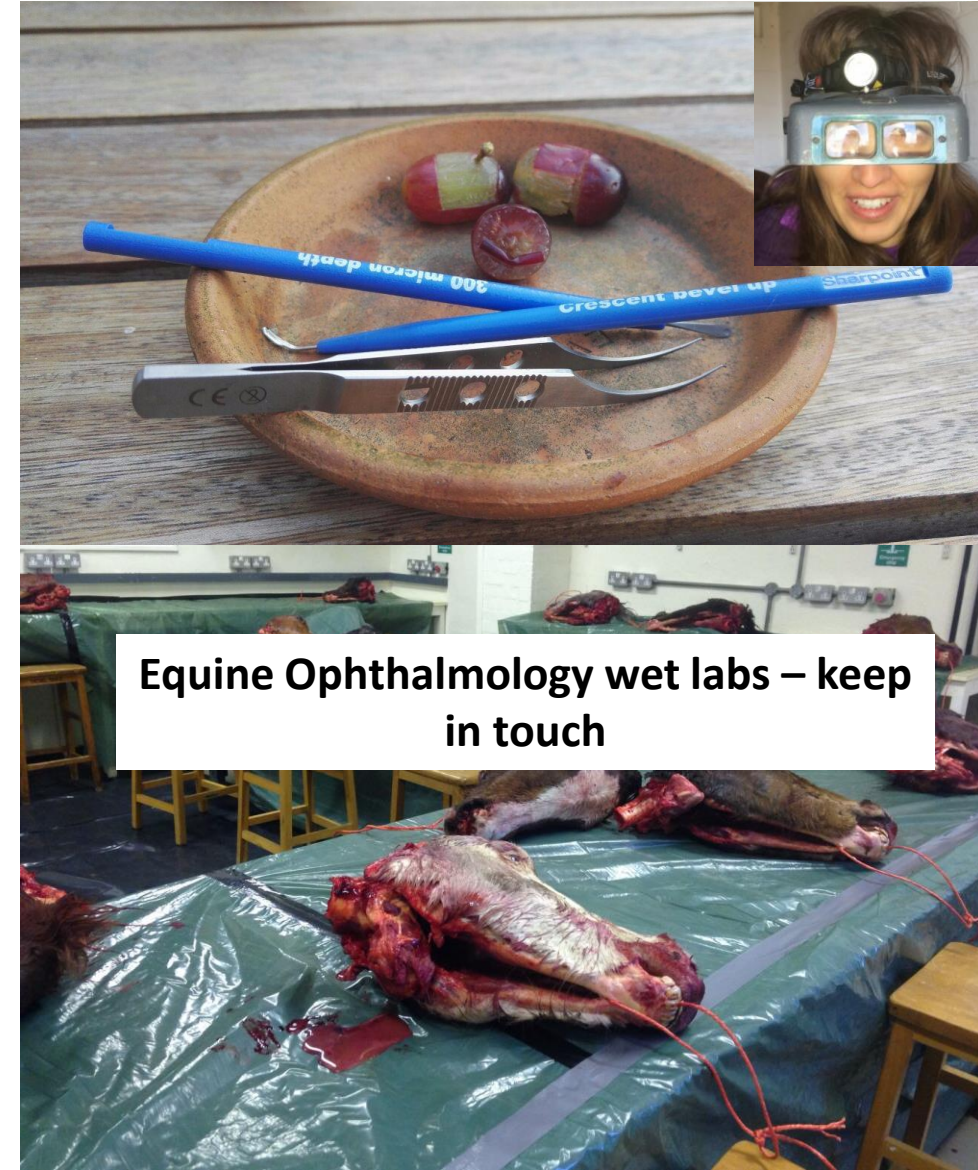 300 micron depth
Crescent bevel up
Sharpoint
CE
Equine Ophthalmology wet labs – keep
in touch